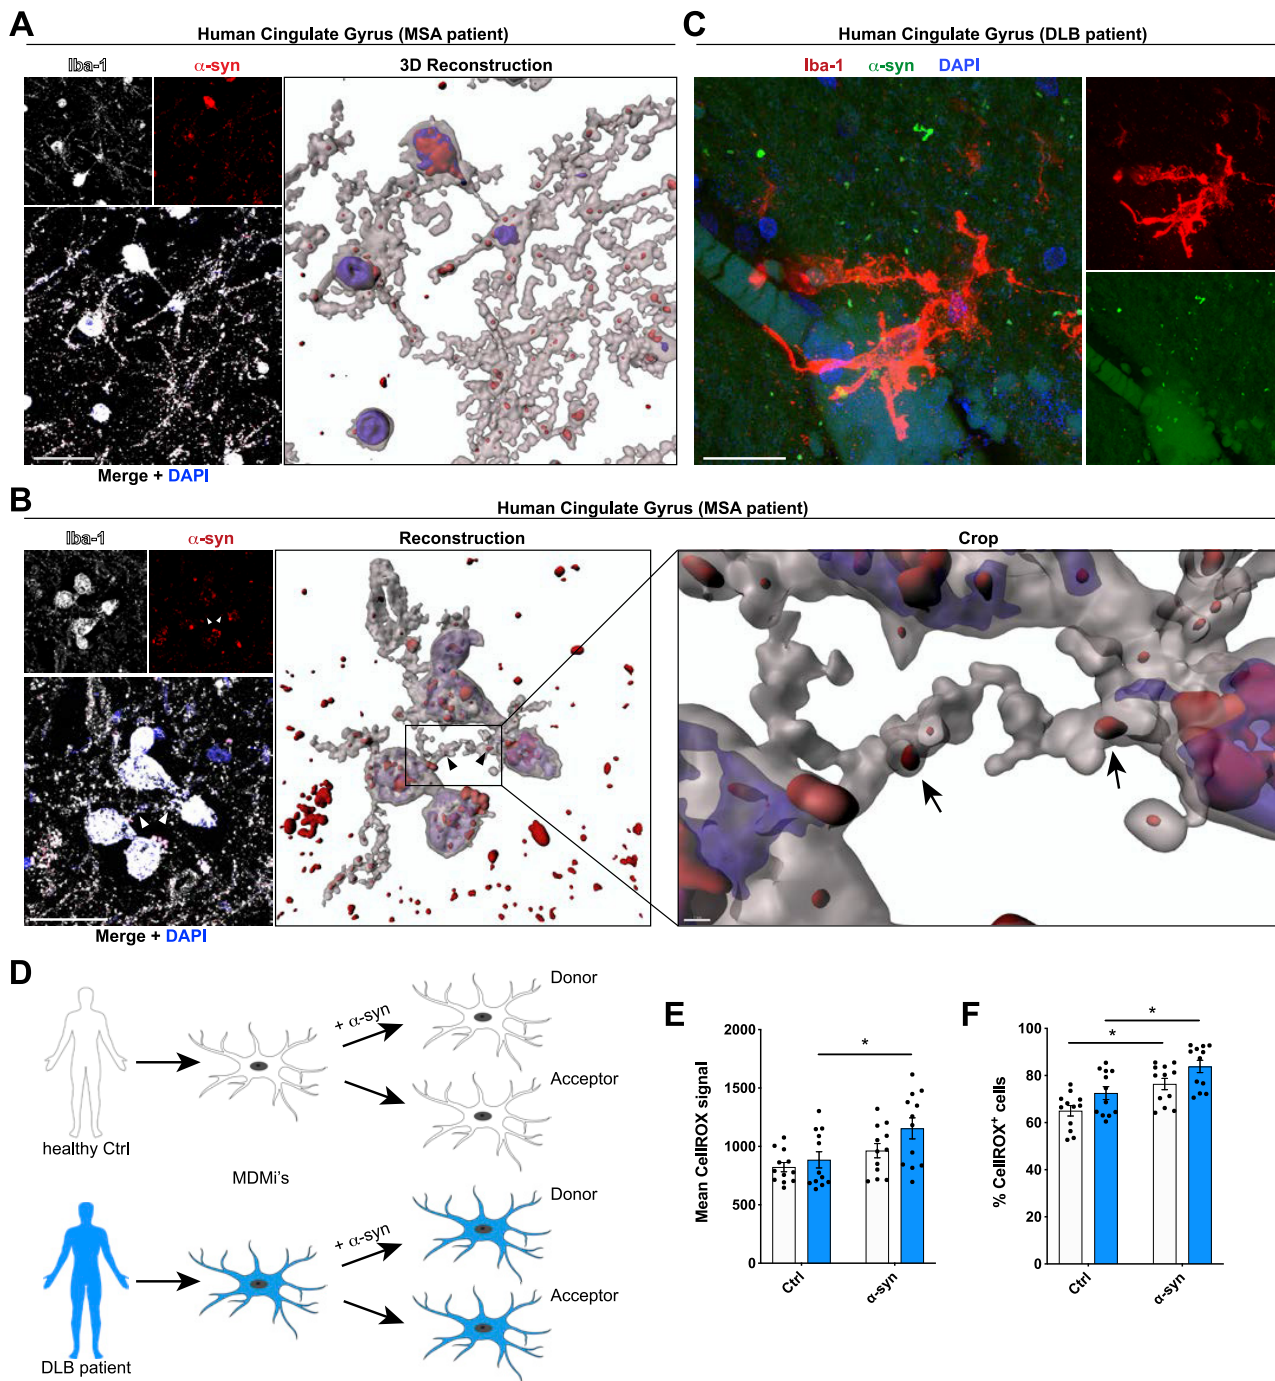 A
Human Cingulate Gyrus (MSA patient)
Iba-1
α-syn
3D Reconstruction
Merge + DAPI
C
Human Cingulate Gyrus (DLB patient)
Iba-1 α-syn DAPI
B
Human Cingulate Gyrus (MSA patient)
Iba-1
α-syn
Reconstruction
Crop
Merge + DAPI
D
healthy Ctrl
MDMi's
+ α-syn
Donor
Acceptor
DLB patient
+ α-syn
Donor
Acceptor
E
Mean CellROX signal
2000
1500
1000
500
0
*
Ctrl
α-syn
F
% CellROX⁺ cells
100
80
60
40
20
0
*
*
Ctrl
α-syn